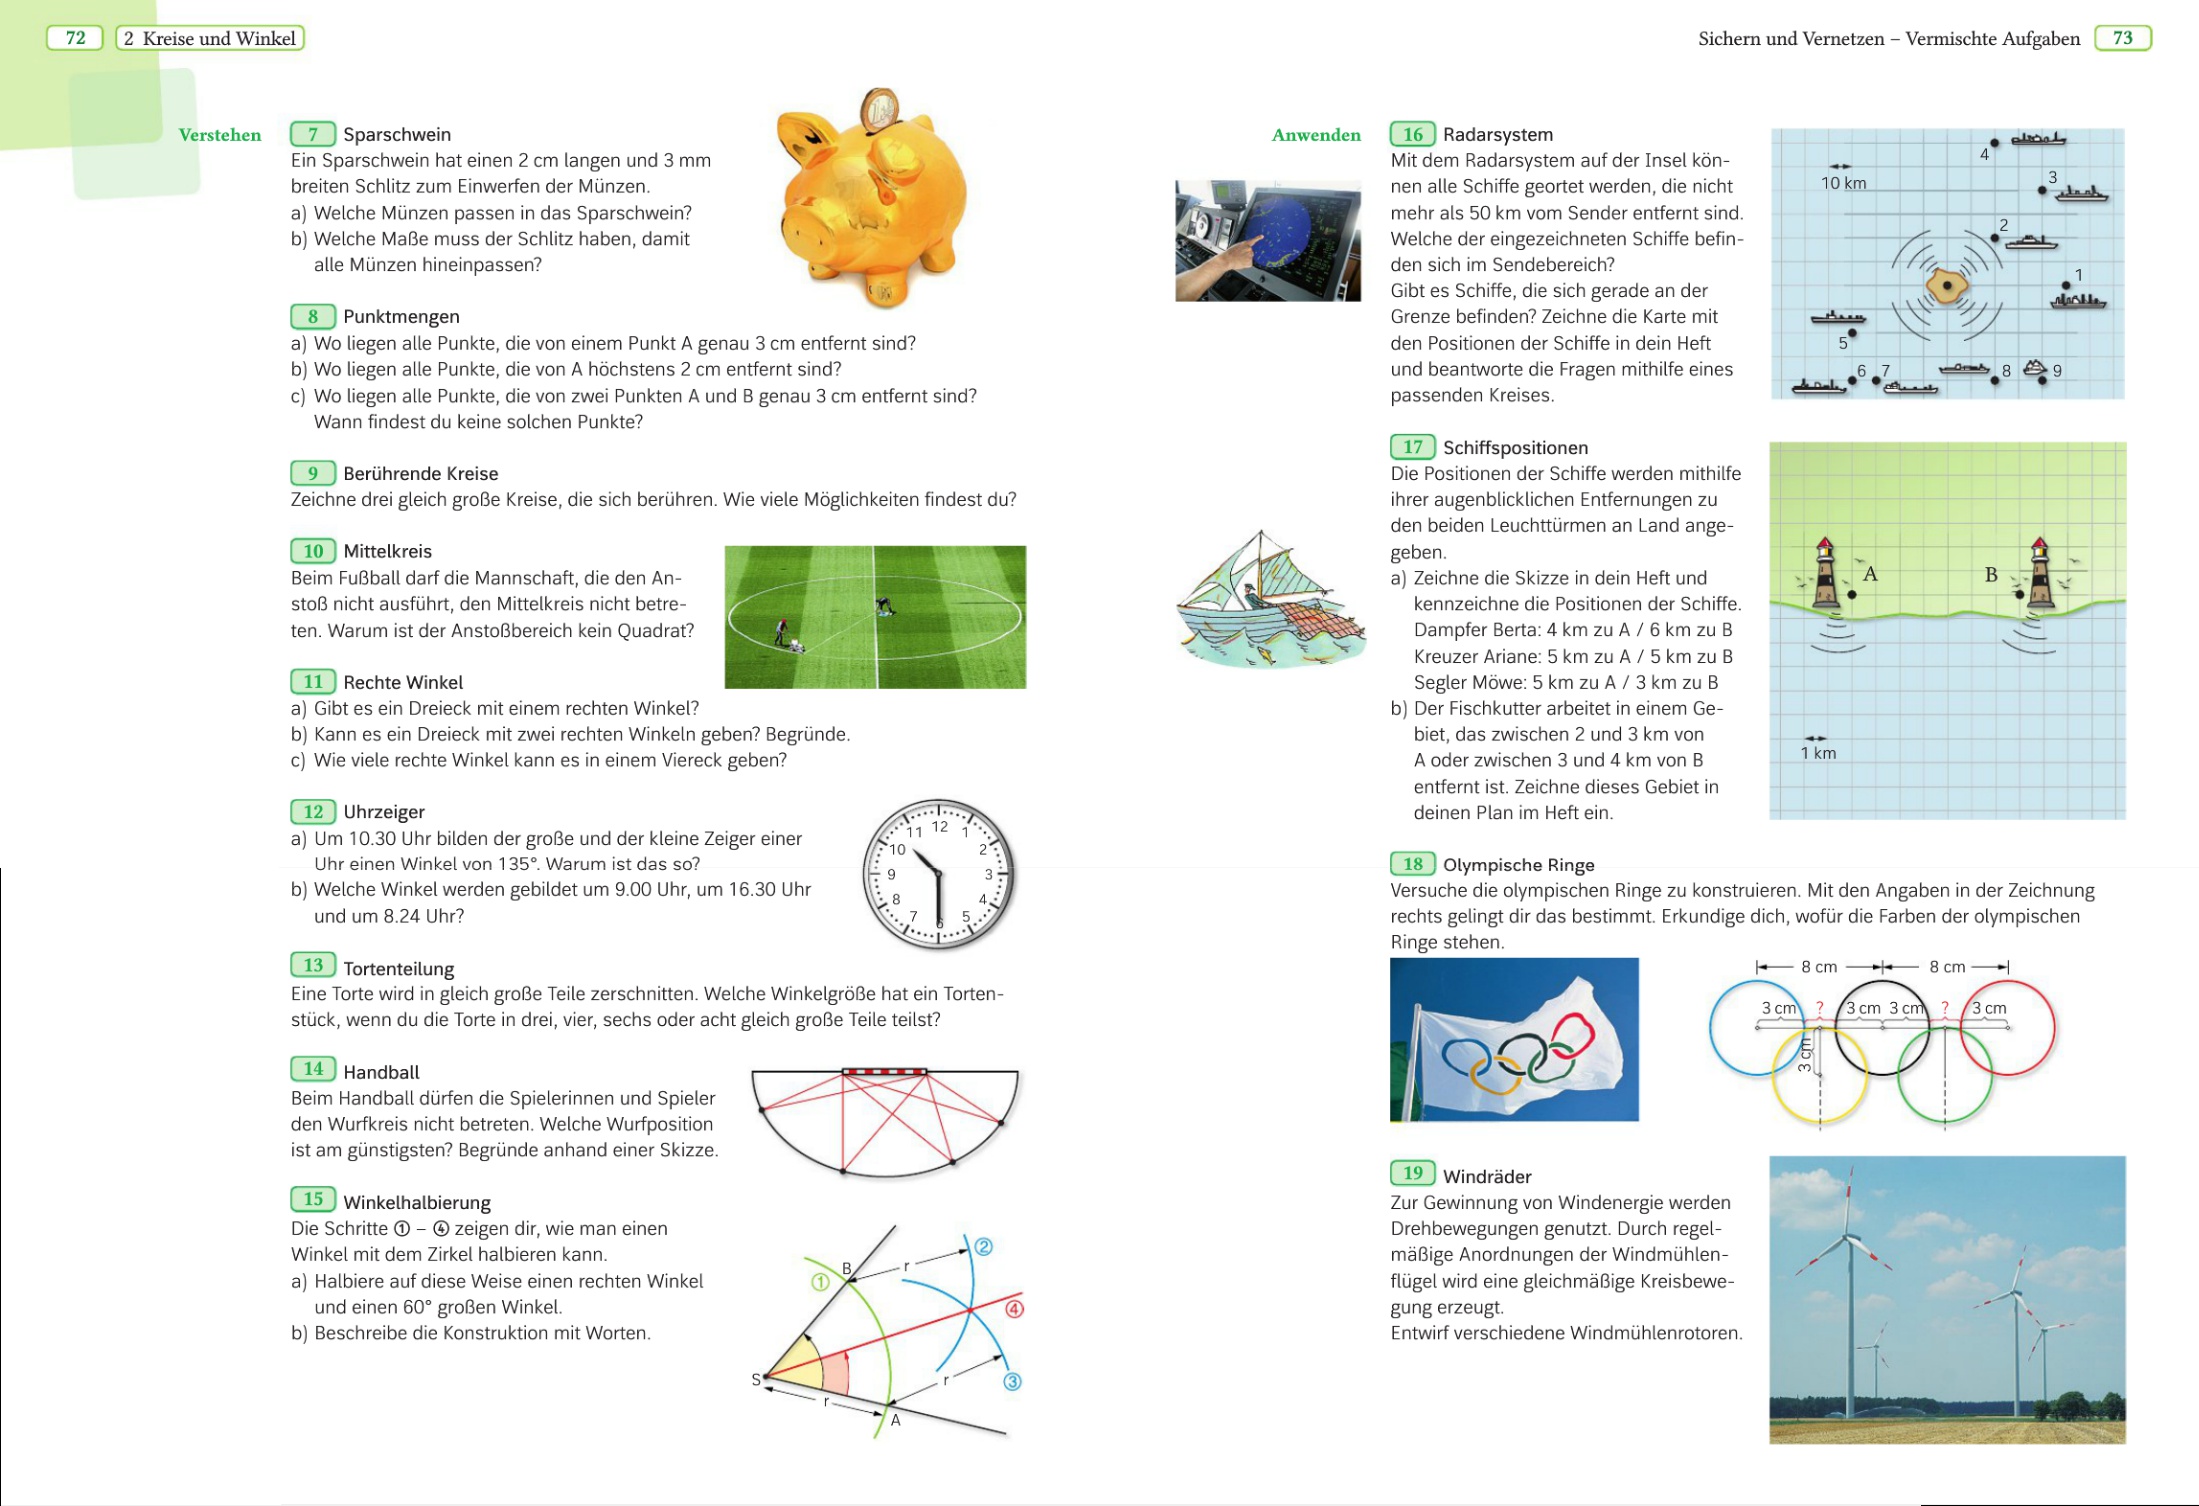 72
2 Kreise und Winkel
Verstehen
7 Sparschwein
Ein Sparschwein hat einen 2 cm langen und 3 mm
breiten Schlitz zum Einwerfen der Münzen.
a) Welche Münzen passen in das Sparschwein?
b) Welche Maße muss der Schlitz haben, damit
alle Münzen hineinpassen?
8 Punktmengen
a) Wo liegen alle Punkte, die von einem Punkt A genau 3 cm entfernt sind?
b) Wo liegen alle Punkte, die von A höchstens 2 cm entfernt sind?
c) Wo liegen alle Punkte, die von zwei Punkten A und B genau 3 cm entfernt sind?
Wann findest du keine solchen Punkte?
9 Berührende Kreise
Zeichne drei gleich große Kreise, die sich berühren. Wie viele Möglichkeiten findest du?
10 Mittelkreis
Beim Fußball darf die Mannschaft, die den An-
stoß nicht ausführt, den Mittelkreis nicht betre-
ten. Warum ist der Anstoßbereich kein Quadrat?
11 Rechte Winkel
a) Gibt es ein Dreieck mit einem rechten Winkel?
b) Kann es ein Dreieck mit zwei rechten Winkeln geben? Begründe.
c) Wie viele rechte Winkel kann es in einem Viereck geben?
12 Uhrzeiger
a) Um 10.30 Uhr bilden der große und der kleine Zeiger einer
Uhr einen Winkel von 135°. Warum ist das so?
b) Welche Winkel werden gebildet um 9.00 Uhr, um 16.30 Uhr
und um 8.24 Uhr?
12
1
2
3
4
5
6
7
8
9
10
11
13 Tortenteilung
Eine Torte wird in gleich große Teile zerschnitten. Welche Winkelgröße hat ein Torten-
stück, wenn du die Torte in drei, vier, sechs oder acht gleich große Teile teilst?
14 Handball
Beim Handball dürfen die Spielerinnen und Spieler
den Wurfkreis nicht betreten. Welche Wurfposition
ist am günstigsten? Begründe anhand einer Skizze.
15 Winkelhalbierung
Die Schritte ① – ④ zeigen dir, wie man einen
Winkel mit dem Zirkel halbieren kann.
a) Halbiere auf diese Weise einen rechten Winkel
und einen 60° großen Winkel.
b) Beschreibe die Konstruktion mit Worten.
②
B
r
①
④
S
r
③
r
A
Sichern und Vernetzen – Vermischte Aufgaben
73
Anwenden
16 Radarsystem
Mit dem Radarsystem auf der Insel kön-
nen alle Schiffe geortet werden, die nicht
mehr als 50 km vom Sender entfernt sind.
Welche der eingezeichneten Schiffe befin-
den sich im Sendebereich?
Gibt es Schiffe, die sich gerade an der
Grenze befinden? Zeichne die Karte mit
den Positionen der Schiffe in dein Heft
und beantworte die Fragen mithilfe eines
passenden Kreises.
4
10 km
3
2
1
5
6 7
8
9
17 Schiffspositionen
Die Positionen der Schiffe werden mithilfe
ihrer augenblicklichen Entfernungen zu
den beiden Leuchttürmen an Land ange-
geben.
a) Zeichne die Skizze in dein Heft und
kennzeichne die Positionen der Schiffe.
Dampfer Berta: 4 km zu A / 6 km zu B
Kreuzer Ariane: 5 km zu A / 5 km zu B
Segler Möwe: 5 km zu A / 3 km zu B
b) Der Fischkutter arbeitet in einem Ge-
biet, das zwischen 2 und 3 km von
A oder zwischen 3 und 4 km von B
entfernt ist. Zeichne dieses Gebiet in
deinen Plan im Heft ein.
A
B
1 km
18 Olympische Ringe
Versuche die olympischen Ringe zu konstruieren. Mit den Angaben in der Zeichnung
rechts gelingt dir das bestimmt. Erkundige dich, wofür die Farben der olympischen
Ringe stehen.
8 cm 8 cm
3 cm ? 3 cm 3 cm ? 3 cm
3 cm
19 Windräder
Zur Gewinnung von Windenergie werden
Drehbewegungen genutzt. Durch regel-
mäßige Anordnungen der Windmühlen-
flügel wird eine gleichmäßige Kreisbewe-
gung erzeugt.
Entwirf verschiedene Windmühlenrotoren.